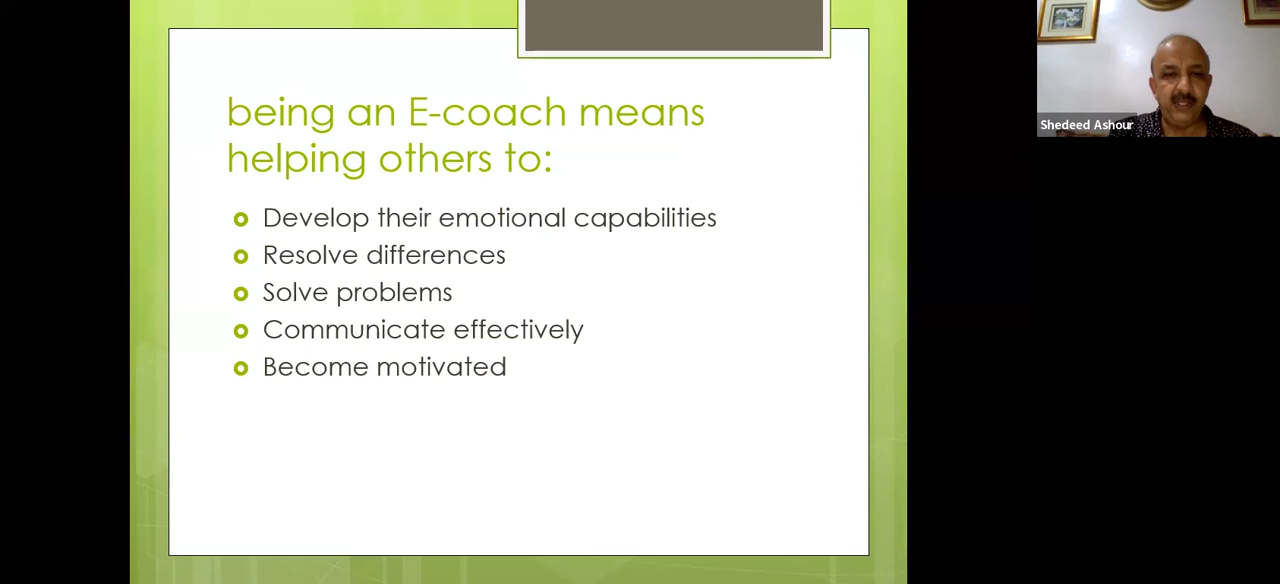 being an E-coach means
helping others to:
Develop their emotional capabilities
Resolve differences
Solve problems
Communicate effectively
Become motivated
Shedeed Ashour